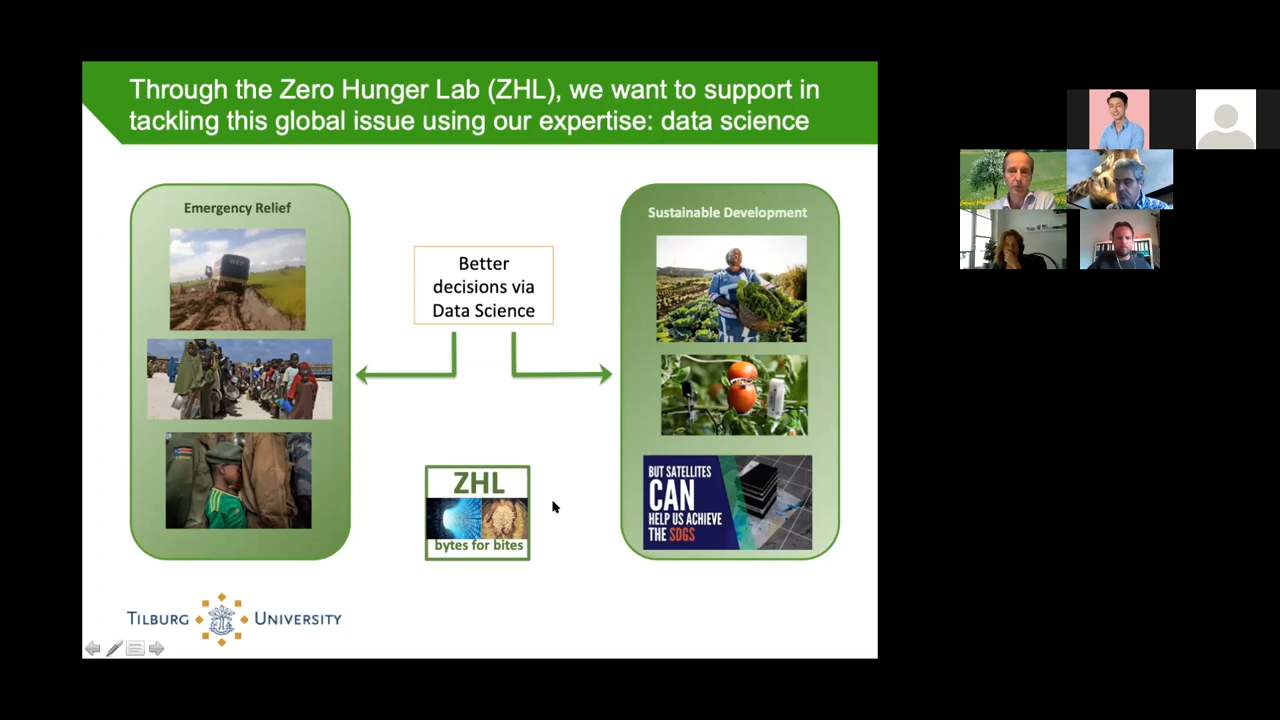 Through the Zero Hunger Lab (ZHL), we want to support in
tackling this global issue using our expertise: data science
Emergency Relief
WFP
Better
decisions via
Data Science
Sustainable Development
BUT SATELLITES
CAN
HELP US ACHIEVE
THE SDGS
ZHL
bytes for bites
TILBURG UNIVERSITY